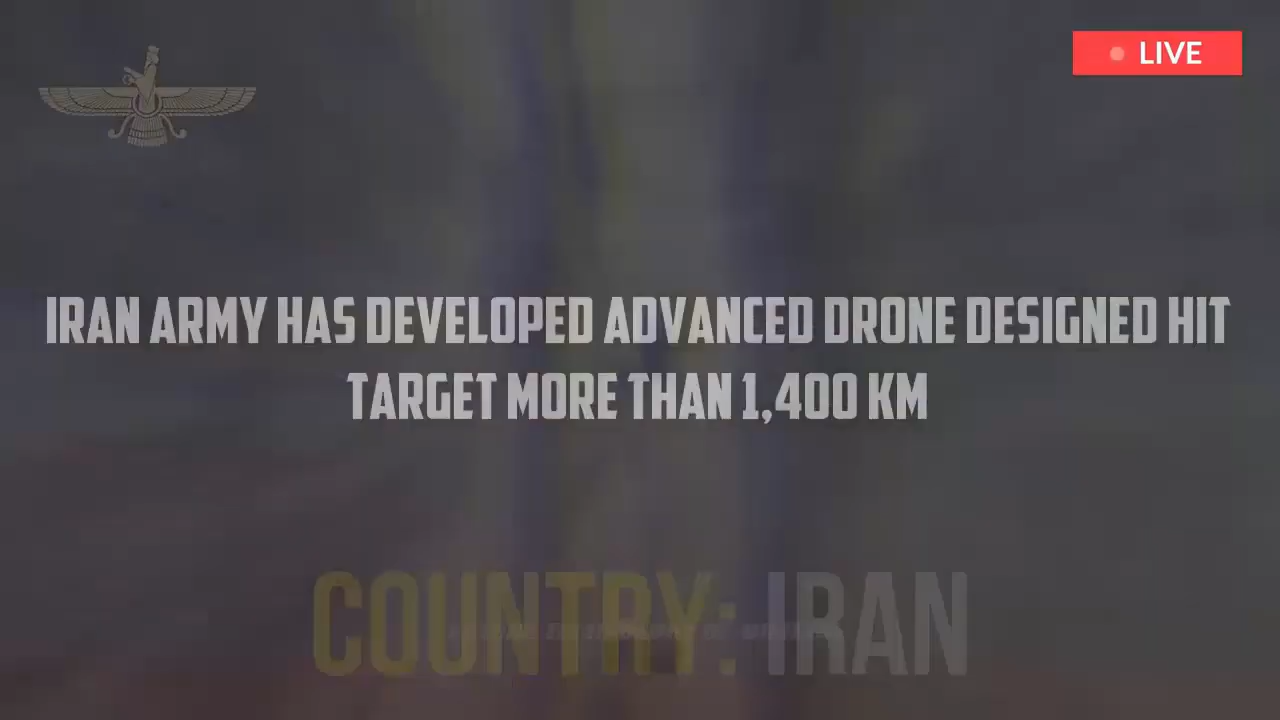 LIVE
IRAN ARMY HAS DEVELOPED ADVANCED DRONE DESIGNED HIT
TARGET MORE THAN 1,400 KM
COUNTRY: IRAN